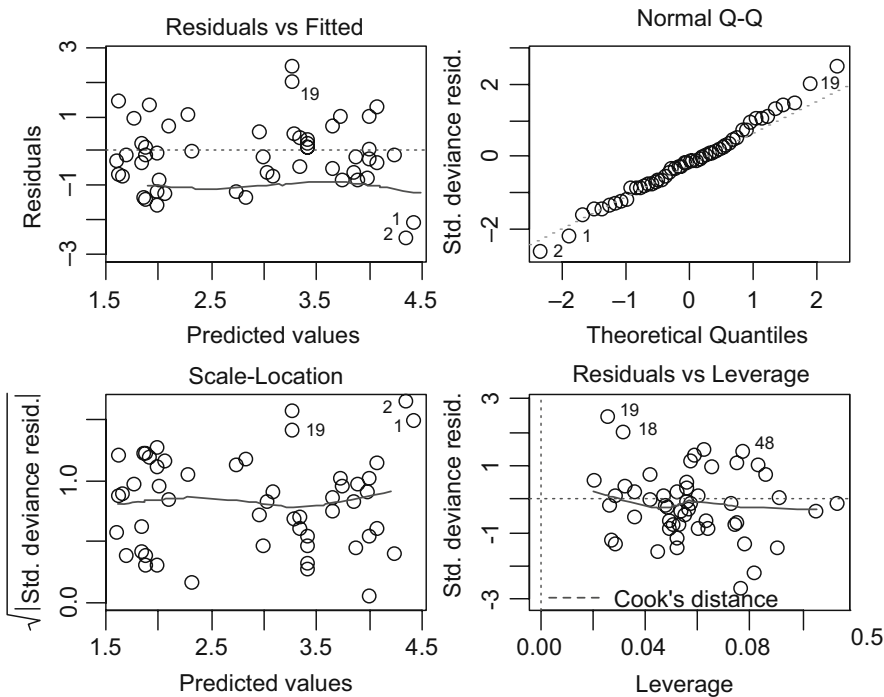 Residuals vs Fitted
Residuals
3
1
−1
−3
19
1
2
1.5 2.5 3.5 4.5
Predicted values
Normal Q-Q
Std. deviance resid.
2
0
−2
19
1
2
−2 −1 0 1 2
Theoretical Quantiles
Scale-Location
√|Std. deviance resid.|
1.0
0.0
2
1
19
1.5 2.5 3.5 4.5
Predicted values
Residuals vs Leverage
Std. deviance resid.
3
1
-1
-3
19
18
48
Cook's distance
0.5
0.00 0.04 0.08
Leverage